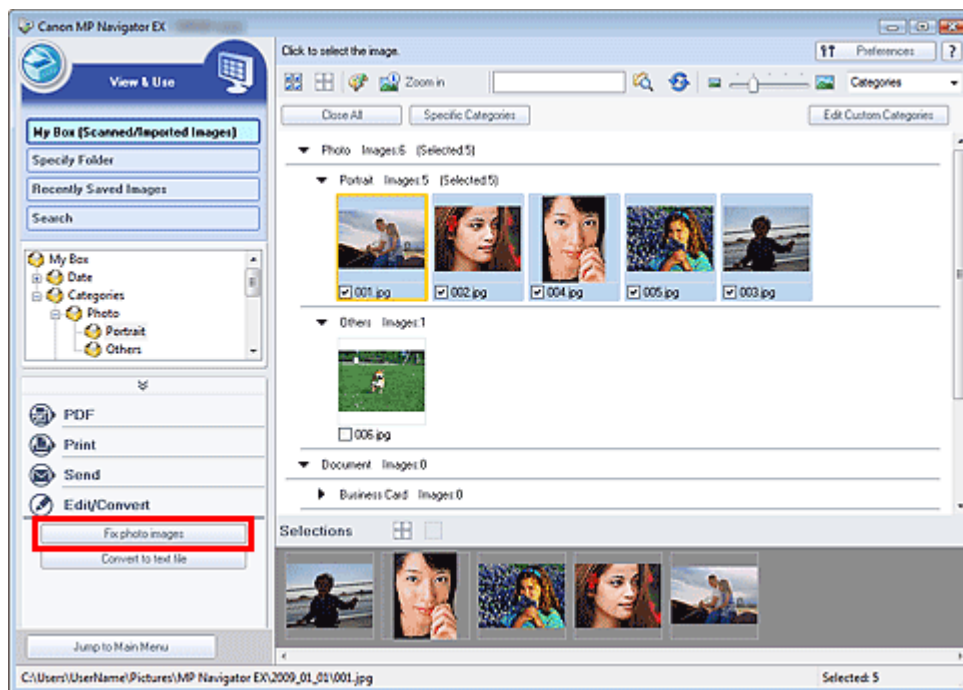 Canon MP Navigator EX
View & Use
My Box (Scanned/Imported Images)
Specify Folder
Recently Saved Images
Search
My Box
Date
Categories
Photo
Portrait
Others
PDF
Print
Send
Edit/Convert
Fix photo images
Convert to text file
Jump to Main Menu
Click to select the image.
Preferences
?
Zoom in
Categories
Close All
Specific Categories
Edit Custom Categories
Photo Images:6 (Selected:5)
Portrait Images:5 (Selected:5)
001.jpg
002.jpg
004.jpg
005.jpg
003.jpg
Others Images:1
006.jpg
Document Images:0
Business Card Images:0
Selections
C:\Users\UserName\Pictures\MP Navigator EX\2009_01_01\001.jpg
Selected: 5